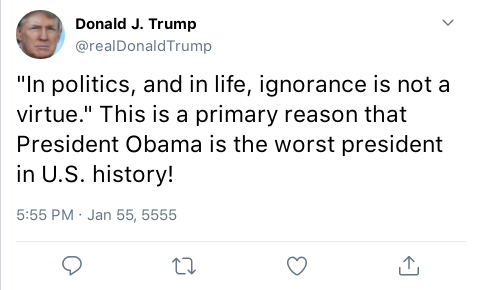 Donald J. Trump
@realDonaldTrump
"In politics, and in life, ignorance is not a
virtue." This is a primary reason that
President Obama is the worst president
in U.S. history!
5:55 PM · Jan 55, 5555